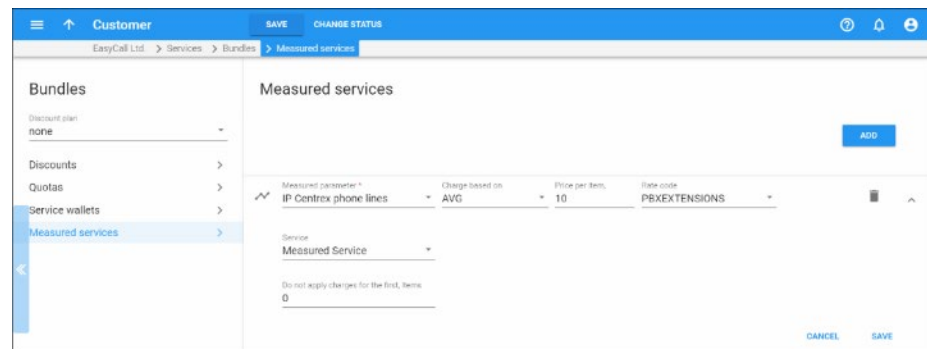 Customer SAVE CHANGE STATUS
EasyCall Ltd. > Services > Bundles > Measured services
Bundles
Measured services
Discount plan
none
ADD
Discounts
Quotas
Service wallets
Measured services
Measured parameter * Charge based on Price per item, Rate code
IP Centrex phone lines AVG 10 PBXEXTENSIONS
Service
Measured Service
Do not apply charges for the first, items
0
CANCEL SAVE